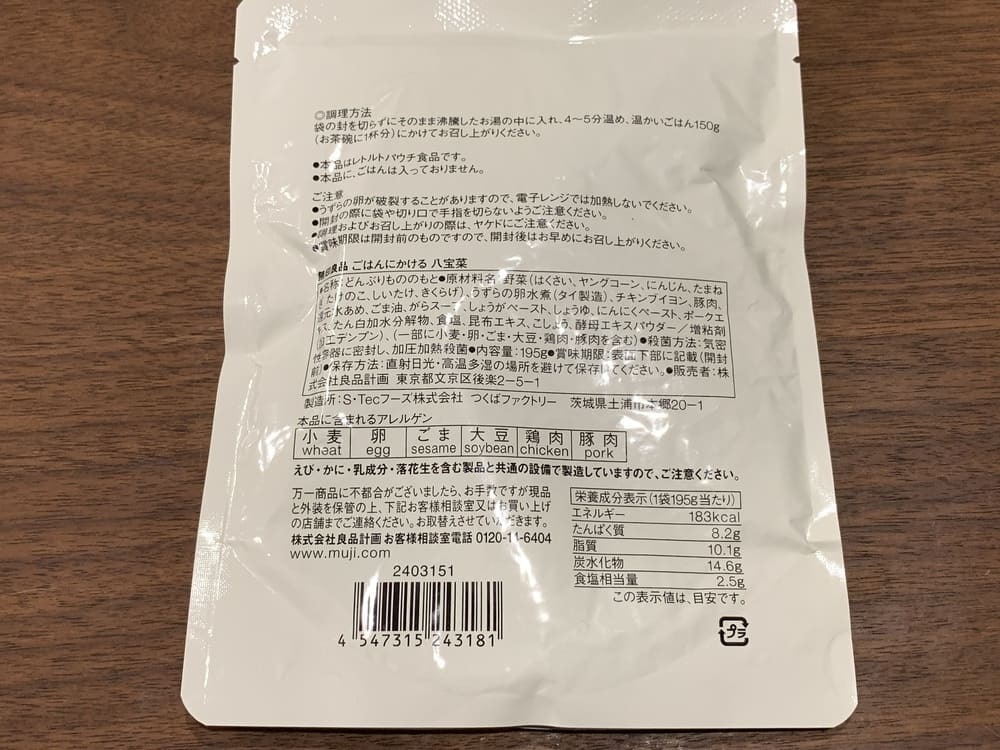 ◎調理方法
袋の封を切らずにそのまま沸騰したお湯の中に入れ、4〜5分温め、温かいごはん150g
(お茶碗に1杯分)にかけてお召し上がりください。
●本品はレトルトパウチ食品です。
●本品に、ごはんは入っておりません。
ご注意
●うずらの卵が破裂することがありますので、電子レンジでは加熱しないでください。
●開封の際に袋や切り口で手指を切らないようご注意ください。
●調理およびお召し上がりの際は、ヤケドにご注意ください。
●賞味期限は開封前のものですので、開封後はお早めにお召し上がりください。
無印良品 ごはんにかける 八宝菜
●名称:どんぶりもののもと●原材料名:野菜(はくさい、ヤングコーン、にんじん、たまね
ぎ、たけのこ、しいたけ、きくらげ)、うずらの卵水煮(タイ製造)、チキンブイヨン、豚肉、
還元水あめ、ごま油、がらスープ、しょうがペースト、しょうゆ、にんにくペースト、ポークエ
キス、たん白加水分解物、食塩、昆布エキス、こしょう、酵母エキスパウダー/増粘剤
(加工デンプン)、(一部に小麦・卵・ごま・大豆・鶏肉・豚肉を含む)●殺菌方法:気密
性容器に密封し、加圧加熱殺菌●内容量:195g●賞味期限:表面下部に記載(開封
前)●保存方法:直射日光・高温多湿の場所を避けて保存してください。●販売者:株
式会社良品計画 東京都文京区後楽2-5-1
製造所:S・Tecフーズ株式会社 つくばファクトリー 茨城県土浦市本郷20-1
本品に含まれるアレルゲン
小麦 卵 ごま 大豆 鶏肉 豚肉
wheat egg sesame soybean chicken pork
えび・かに・乳成分・落花生を含む製品と共通の設備で製造していますので、ご注意ください。
万一商品に不都合がございましたら、お手数ですが現品
と外装を保管の上、下記お客様相談室又はお買い上げ
の店舗までご連絡ください。お取替えさせていただきます。
株式会社良品計画 お客様相談室電話 0120-14-6404
www.muji.com
栄養成分表示(1袋195g当たり)
エネルギー 183kcal
たんぱく質 8.2g
脂質 10.1g
炭水化物 14.6g
食塩相当量 2.5g
この表示値は、目安です。
2403151
4 547315 243181
プラ